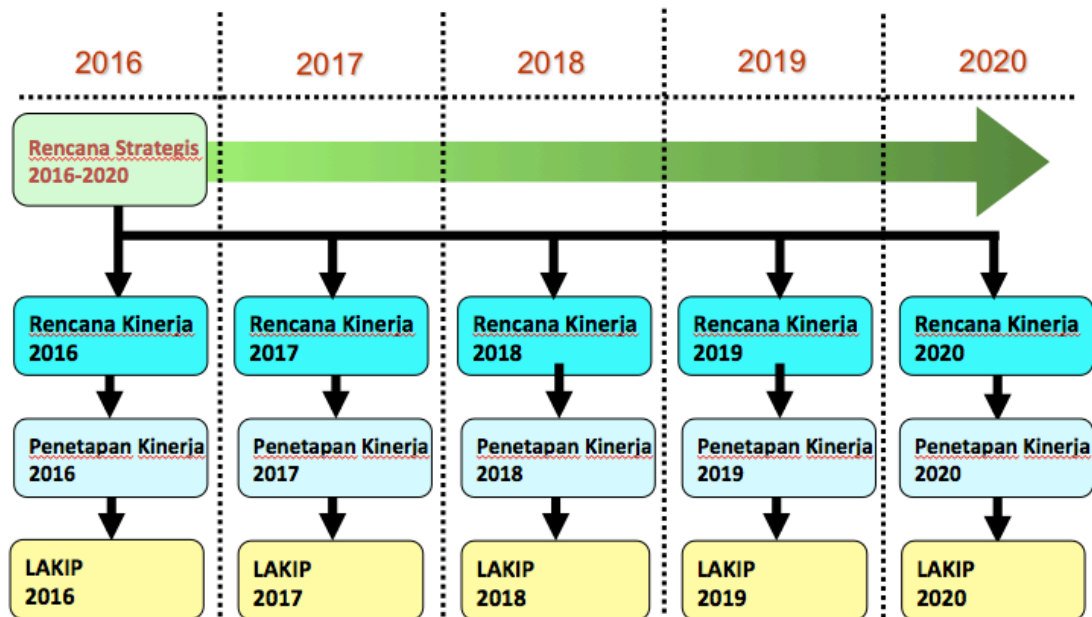 2016
2017
2018
2019
2020
Rencana Strategis
2016-2020
Rencana Kinerja
2016
Rencana Kinerja
2017
Rencana Kinerja
2018
Rencana Kinerja
2019
Rencana Kinerja
2020
Penetapan Kinerja
2016
Penetapan Kinerja
2017
Penetapan Kinerja
2018
Penetapan Kinerja
2019
Penetapan Kinerja
2020
LAKIP
2016
LAKIP
2017
LAKIP
2018
LAKIP
2019
LAKIP
2020